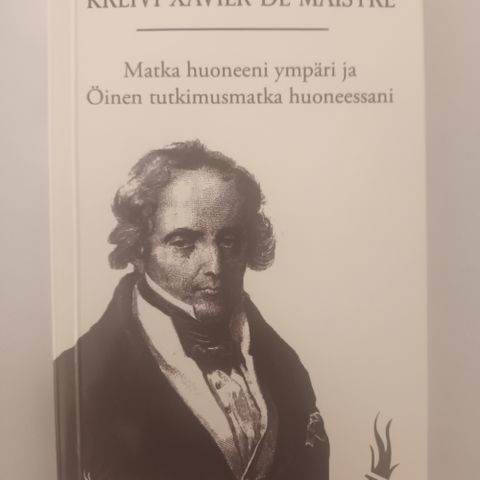 KREIVI XAVIER DE MAISTRE
Matka huoneeni ympäri ja
Öinen tutkimusmatka huoneessani